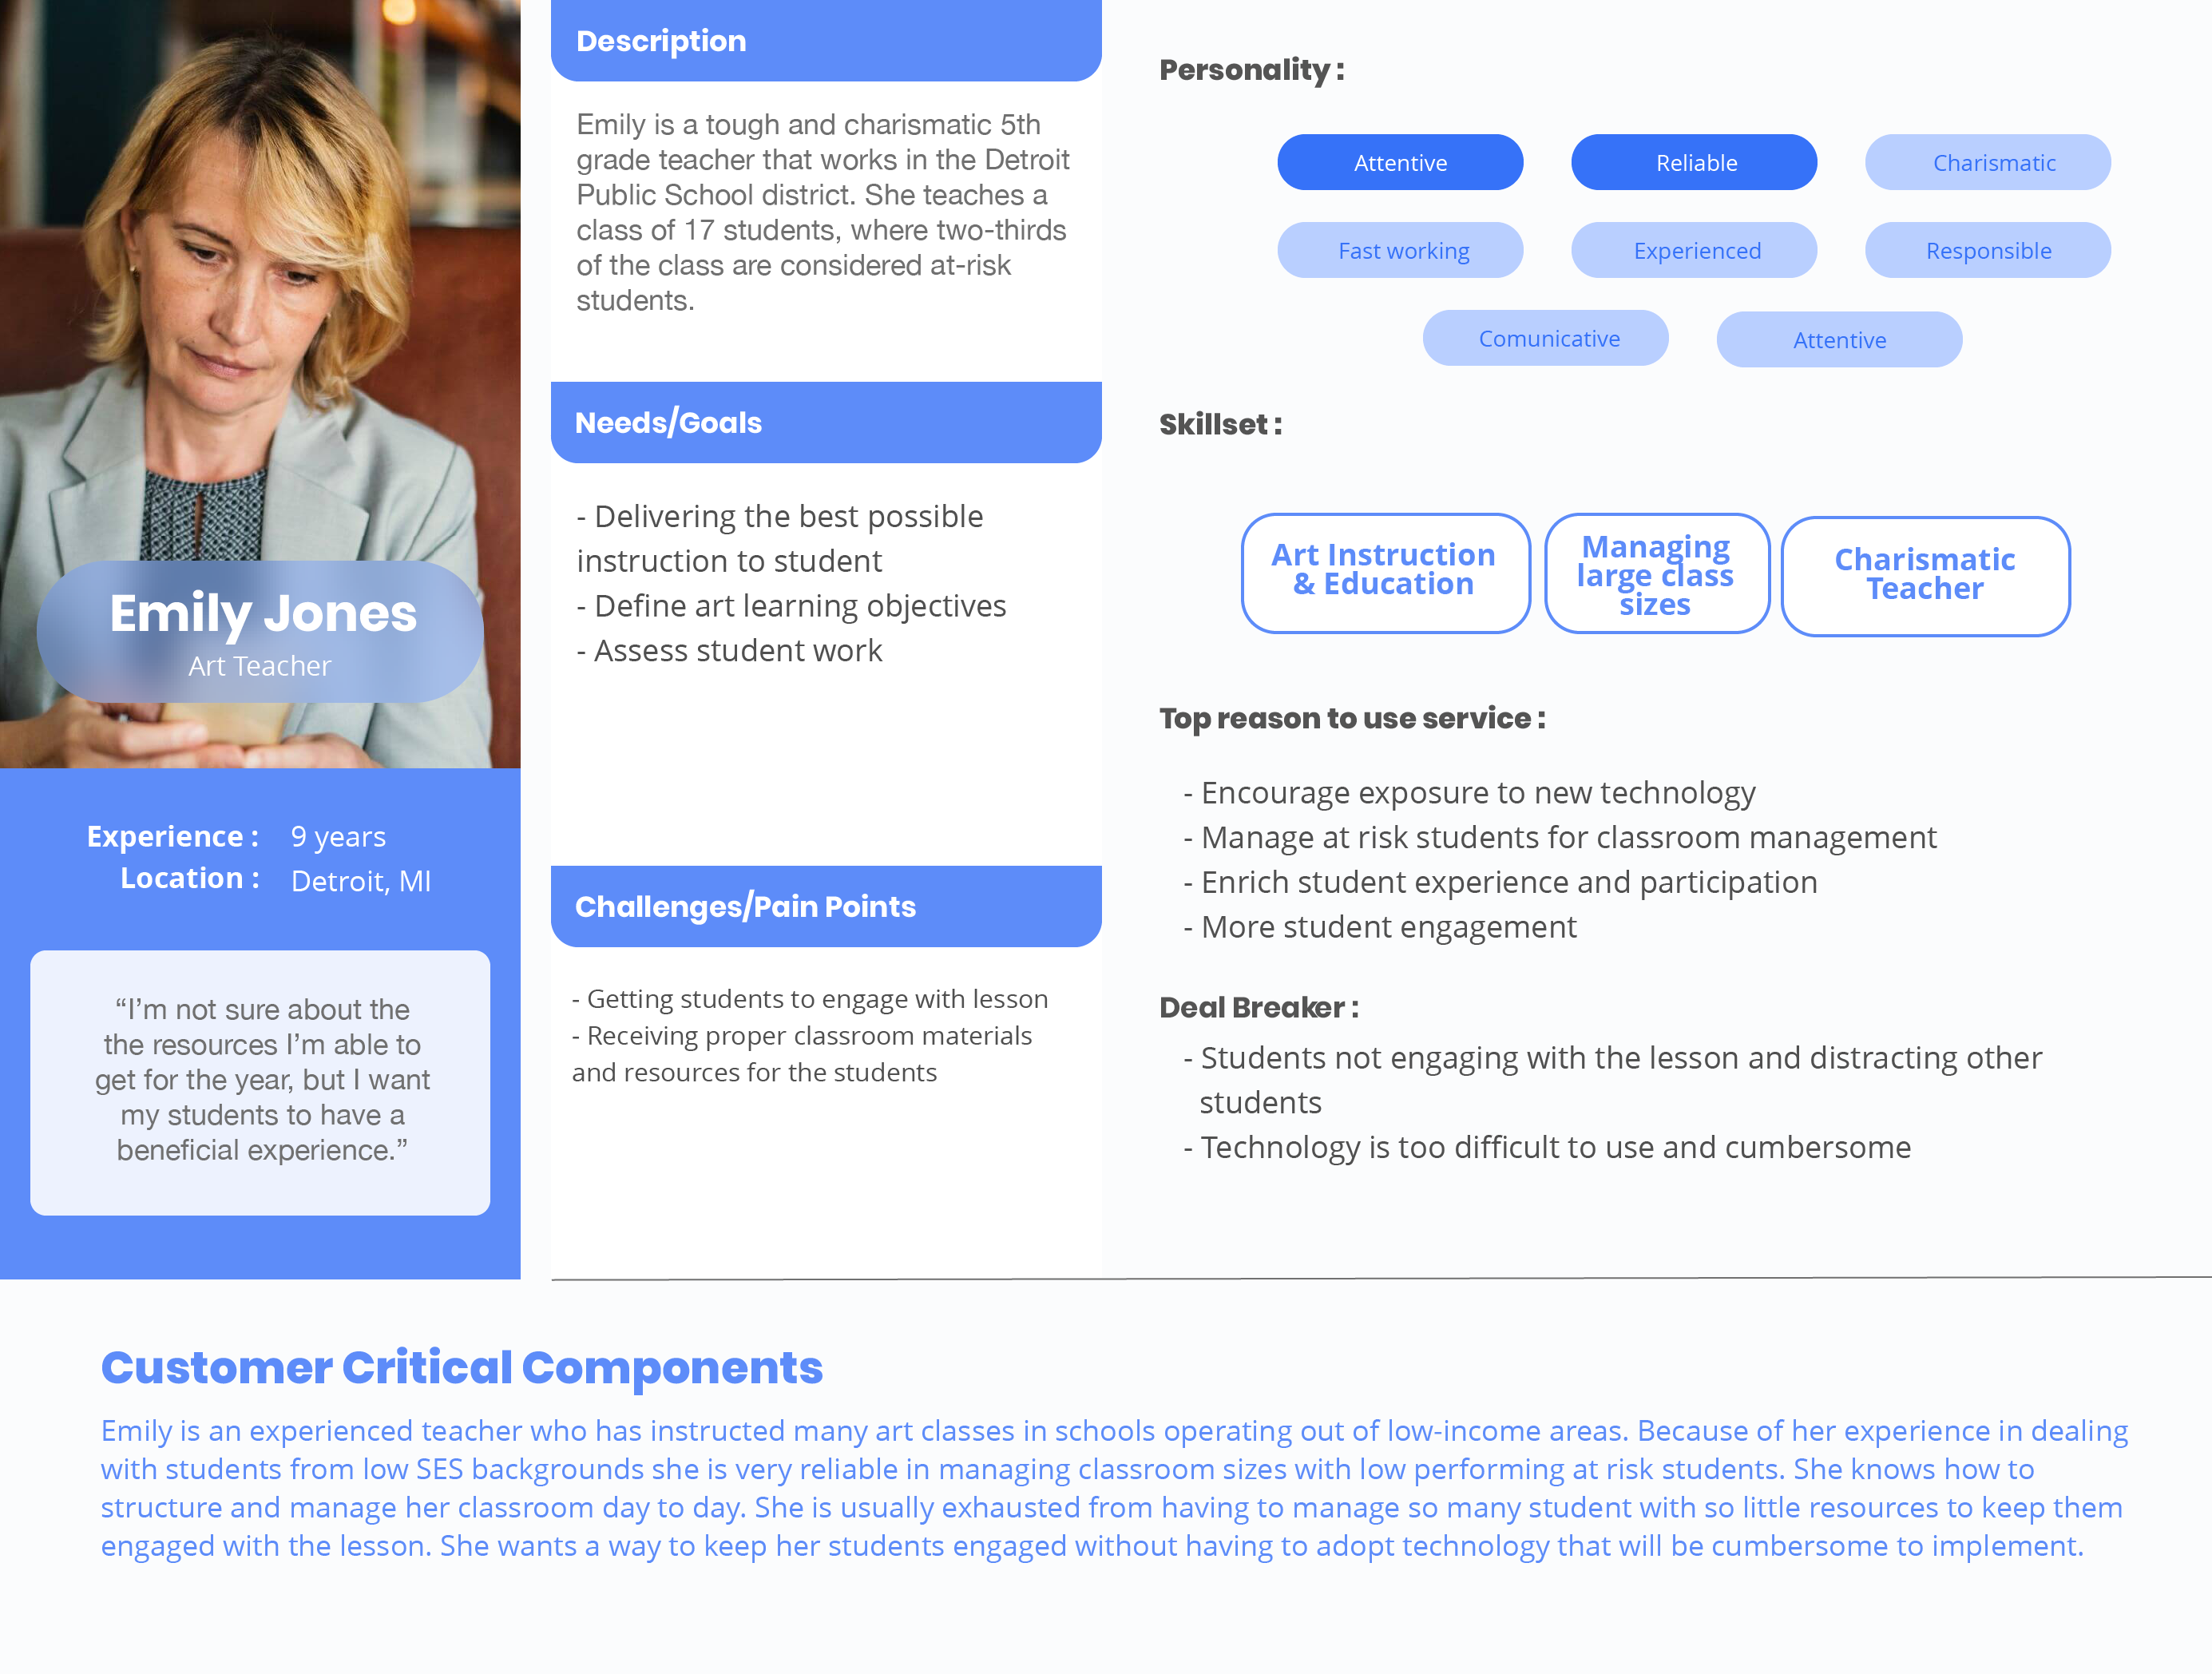 Emily Jones
Art Teacher
Experience : 9 years
Location : Detroit, MI
“I’m not sure about the
the resources I’m able to
get for the year, but I want
my students to have a
beneficial experience.”
Description
Emily is a tough and charismatic 5th
grade teacher that works in the Detroit
Public School district. She teaches a
class of 17 students, where two-thirds
of the class are considered at-risk
students.
Needs/Goals
- Delivering the best possible
instruction to student
- Define art learning objectives
- Assess student work
Challenges/Pain Points
- Getting students to engage with lesson
- Receiving proper classroom materials
and resources for the students
Personality :
Attentive
Reliable
Charismatic
Fast working
Experienced
Responsible
Comunicative
Attentive
Skillset :
Art Instruction
& Education
Managing
large class
sizes
Charismatic
Teacher
Top reason to use service :
- Encourage exposure to new technology
- Manage at risk students for classroom management
- Enrich student experience and participation
- More student engagement
Deal Breaker :
- Students not engaging with the lesson and distracting other
students
- Technology is too difficult to use and cumbersome
Customer Critical Components
Emily is an experienced teacher who has instructed many art classes in schools operating out of low-income areas. Because of her experience in dealing
with students from low SES backgrounds she is very reliable in managing classroom sizes with low performing at risk students. She knows how to
structure and manage her classroom day to day. She is usually exhausted from having to manage so many student with so little resources to keep them
engaged with the lesson. She wants a way to keep her students engaged without having to adopt technology that will be cumbersome to implement.